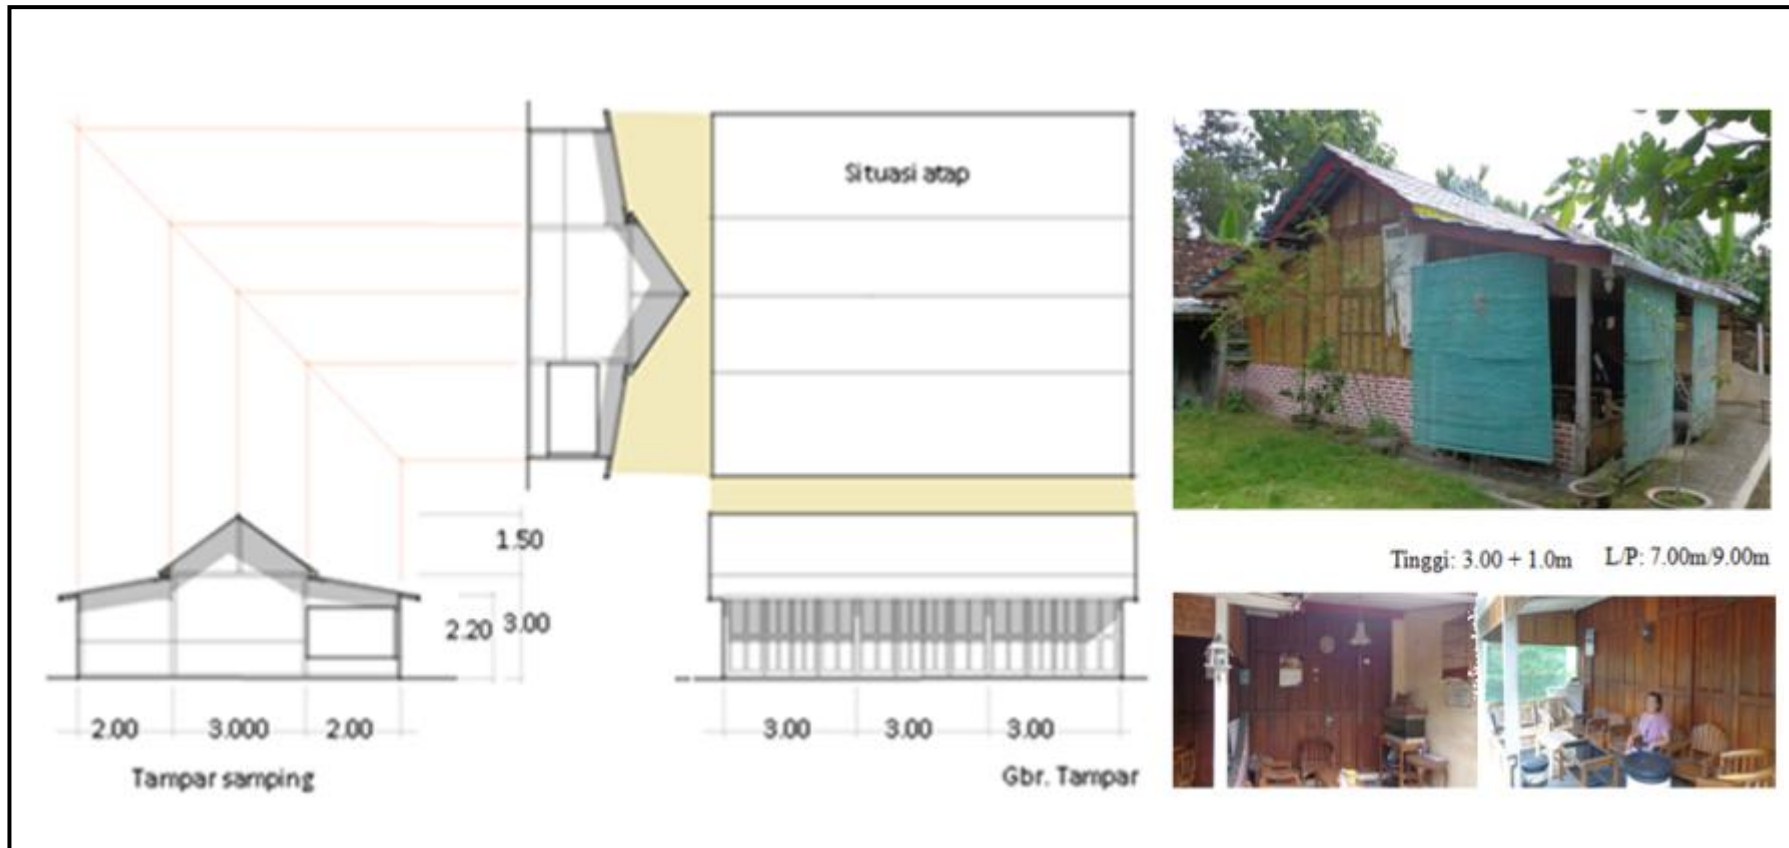 Situasi atap
1.50
2.20
3.00
2.00
3.000
2.00
Tampar samping
3.00
3.00
3.00
Gbr. Tampar
Tinggi: 3.00 + 1.0m
L/P: 7.00m/9.00m